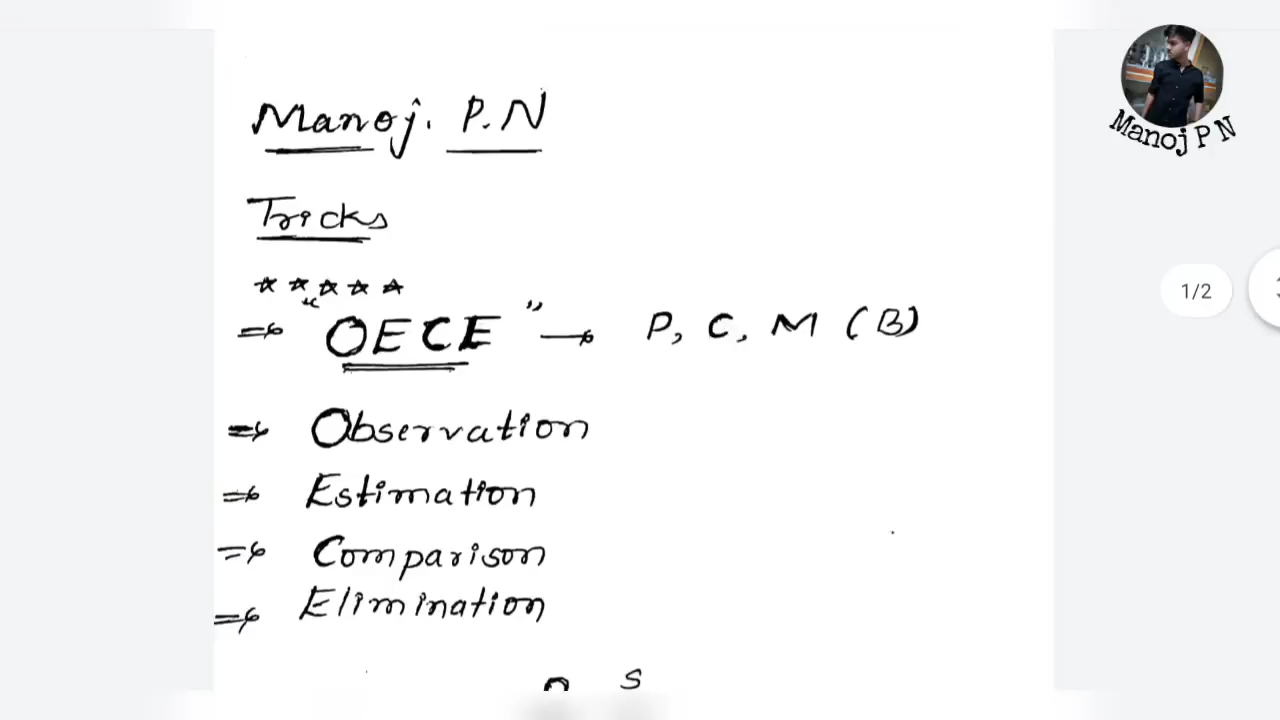 Manoj. P.N
Manoj P N
Tricks
☆ ☆ ☆ ☆ ☆
⇒ "OECE" → P, C, M (B)
1/2
⇒ Observation
⇒ Estimation
⇒ Comparison
⇒ Elimination